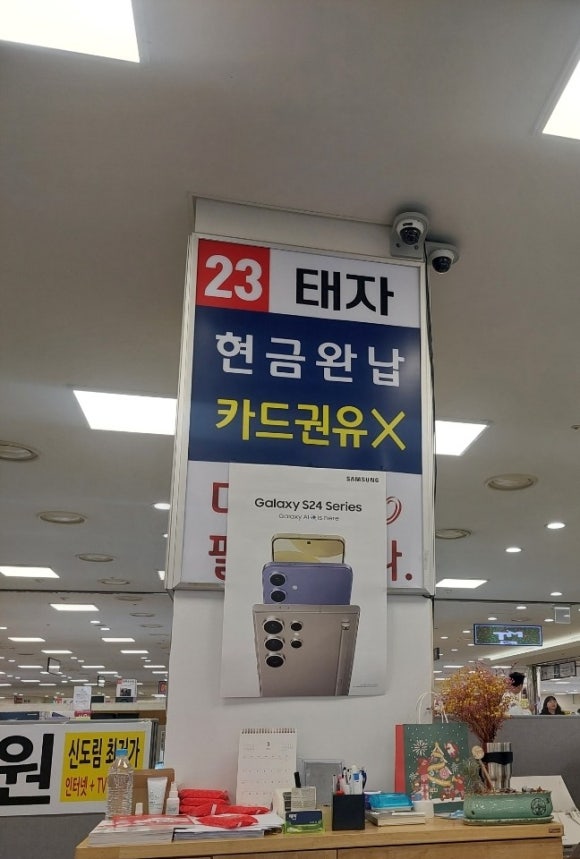 23 태자
현금완납
카드권유X
SAMSUNG
Galaxy S24 Series
Galaxy AI is here
원
신도림 최저가
인터넷 + TV
3